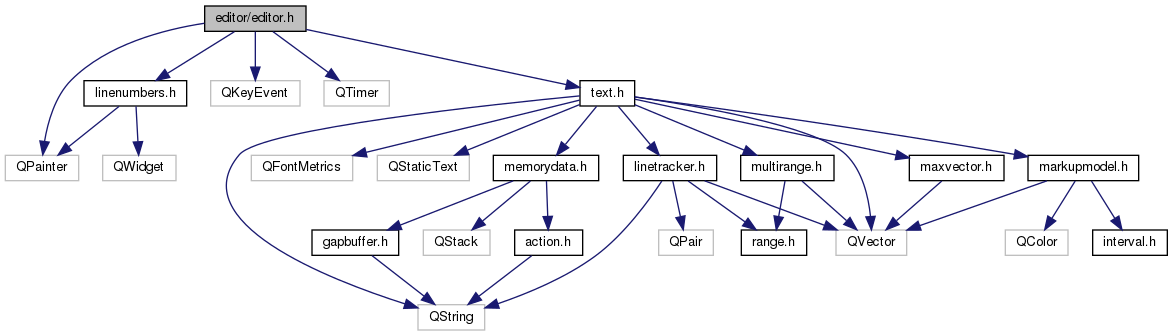 editor/editor.h
linenumbers.h
QKeyEvent
QTimer
text.h
QPainter
QWidget
QFontMetrics
QStaticText
memorydata.h
linetracker.h
multirange.h
maxvector.h
markupmodel.h
gapbuffer.h
QStack
action.h
QPair
range.h
QVector
QColor
interval.h
QString